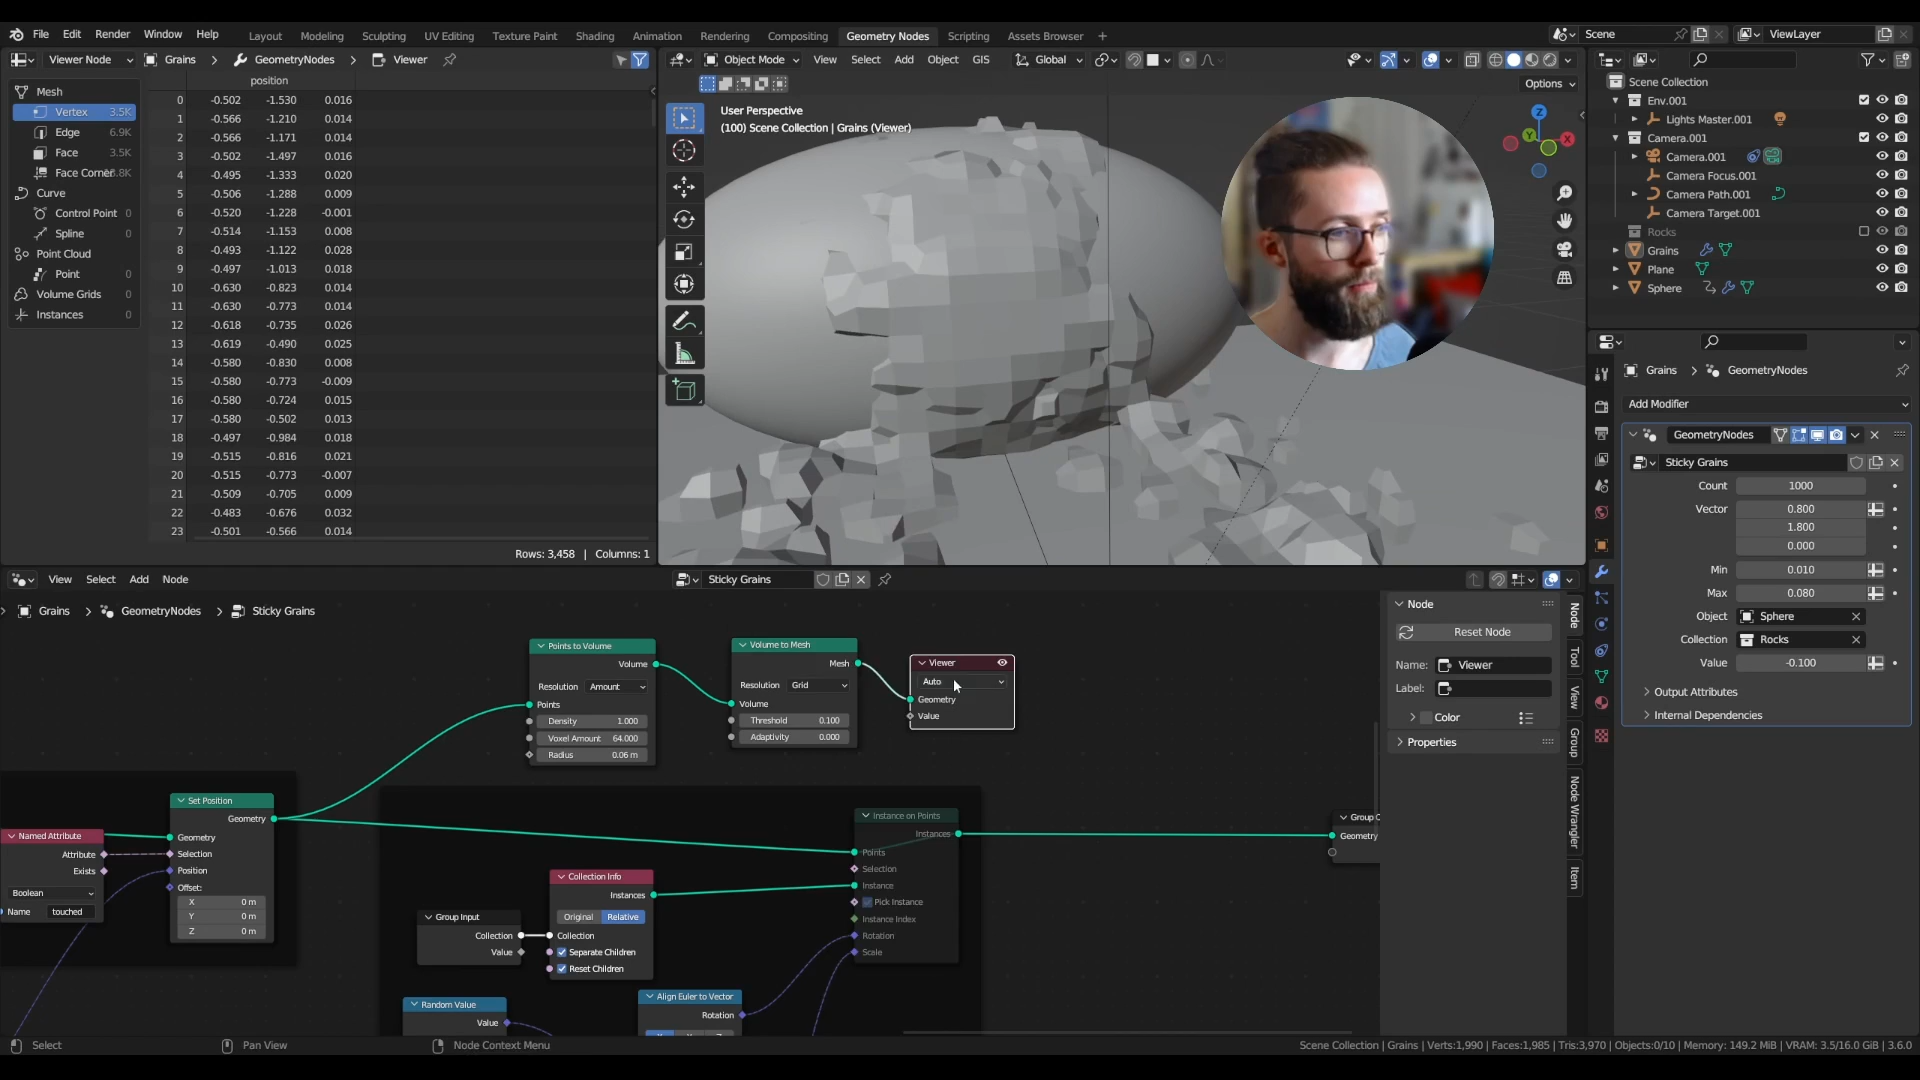 File Edit Render Window Help Layout Modeling Sculpting UV Editing Texture Paint Shading Animation Rendering Compositing Geometry Nodes Scripting Assets Browser + Scene ViewLayer
Viewer Node Grains > GeometryNodes > Viewer
Object Mode View Select Add Object GIS Global
Options
position
Mesh
Vertex 3.5K
Edge 6.9K
Face 3.5K
Face Corner
Curve
Control Point 0
Spline 0
Point Cloud
Point 0
Volume Grids 0
Instances 0
0 -0.502 -1.530 0.016
1 -0.566 -1.210 0.014
2 -0.566 -1.171 0.014
3 -0.502 -1.497 0.016
4 -0.495 -1.333 0.020
5 -0.506 -1.288 0.009
6 -0.520 -1.228 -0.001
7 -0.514 -1.153 0.008
8 -0.493 -1.122 0.028
9 -0.497 -1.013 0.018
10 -0.630 -0.823 0.014
11 -0.630 -0.773 0.014
12 -0.618 -0.735 0.026
13 -0.619 -0.490 0.025
14 -0.580 -0.830 0.008
15 -0.580 -0.773 -0.009
16 -0.580 -0.724 0.015
17 -0.580 -0.502 0.013
18 -0.497 -0.984 0.018
19 -0.515 -0.816 0.021
20 -0.515 -0.773 -0.007
21 -0.509 -0.705 0.009
22 -0.483 -0.676 0.032
23 -0.501 -0.566 0.014
Rows: 3,458 | Columns: 1
User Perspective
(100) Scene Collection | Grains (Viewer)
Z
Y
X
Scene Collection
Env.001
Lights Master.001
Camera.001
Camera.001
Camera Focus.001
Camera Path.001
Camera Target.001
Rocks
Grains
Plane
Sphere
Grains > GeometryNodes
Add Modifier
GeometryNodes
Sticky Grains
Count 1000
Vector 0.800
1.800
0.000
Min 0.010
Max 0.080
Object Sphere
Collection Rocks
Value -0.100
Output Attributes
Internal Dependencies
View Select Add Node Sticky Grains
Grains > GeometryNodes > Sticky Grains
Points to Volume
Volume
Resolution Amount
Points
Density 1.000
Voxel Amount 64.000
Radius 0.06 m
Volume to Mesh
Mesh
Resolution Grid
Volume
Threshold 0.100
Adaptivity 0.000
Viewer
Auto
Geometry
Value
Set Position
Geometry
Geometry
Selection
Position
Offset:
X 0 m
Y 0 m
Z 0 m
Named Attribute
Attribute
Exists
Boolean
Name touched
Instance on Points
Instances
Points
Selection
Instance
Pick Instance
Instance Index
Rotation
Scale
Collection Info
Instances
Original Relative
Collection
Separate Children
Reset Children
Group Input
Collection
Value
Random Value
Value
Align Euler to Vector
Rotation
Geometry
Node
Reset Node
Name: Viewer
Label:
Color
Properties
Node
Tool
View
Group
Node Wrangler
Item
Select Pan View Node Context Menu Scene Collection | Grains | Verts:1,990 | Faces:1,985 | Tris:3,970 | Objects:0/10 | Memory: 149.2 MiB | VRAM: 3.5/16.0 GiB | 3.6.0